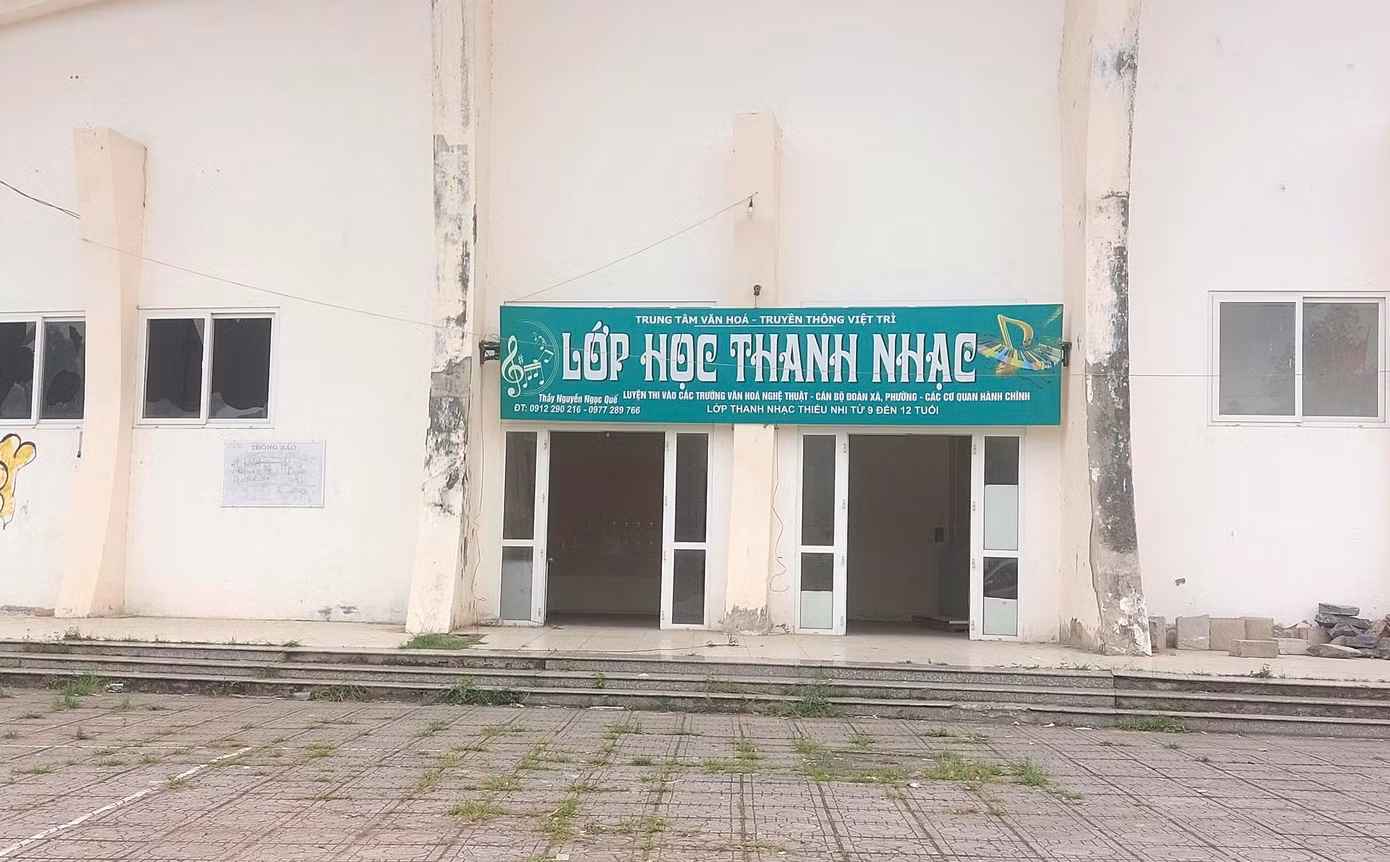 TRUNG TÂM VĂN HOÁ - TRUYỀN THÔNG VIỆT TRÌ
LỚP HỌC THANH NHẠC
Thầy Nguyễn Ngọc Quế
ĐT: 0912 290 216 - 0977 289 766
LUYỆN THI VÀO CÁC TRƯỜNG VĂN HOÁ NGHỆ THUẬT - CÁN BỘ ĐOÀN XÃ, PHƯỜNG - CÁC CƠ QUAN HÀNH CHÍNH
LỚP THANH NHẠC THIẾU NHI TỪ 9 ĐẾN 12 TUỔI
THÔNG BÁO